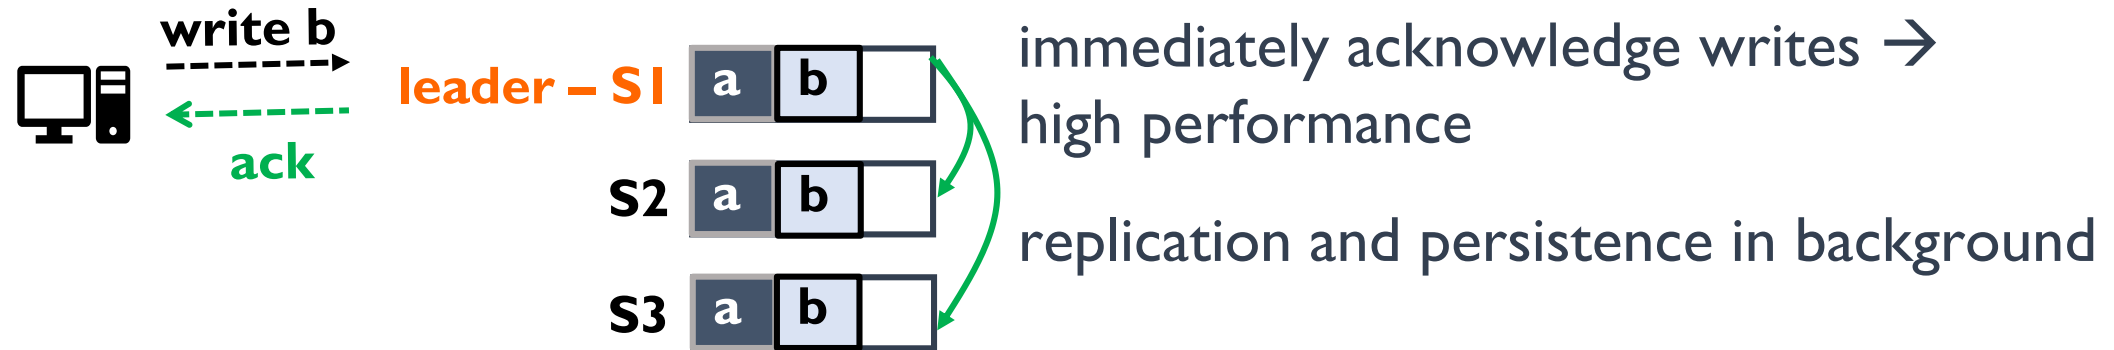 write b
ack
leader – S1 a b
S2 a b
S3 a b
immediately acknowledge writes →
high performance
replication and persistence in background